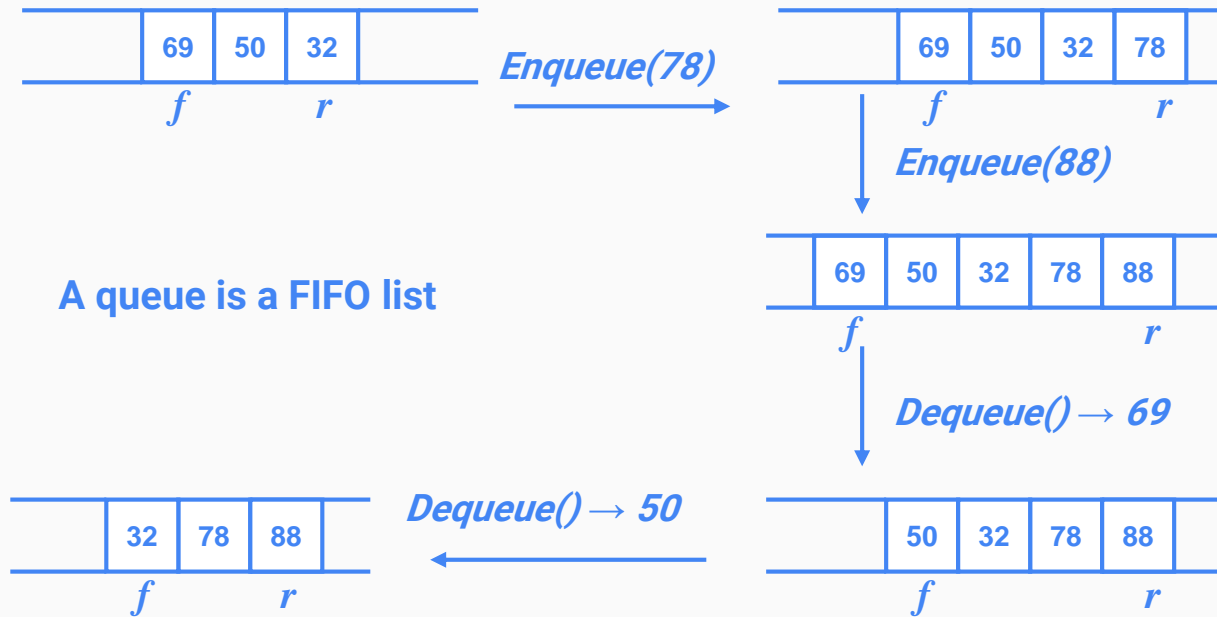 69 50 32
f r
Enqueue(78)
69 50 32 78
f r
Enqueue(88)
69 50 32 78 88
f r
A queue is a FIFO list
Dequeue() → 69
50 32 78 88
f r
Dequeue() → 50
32 78 88
f r